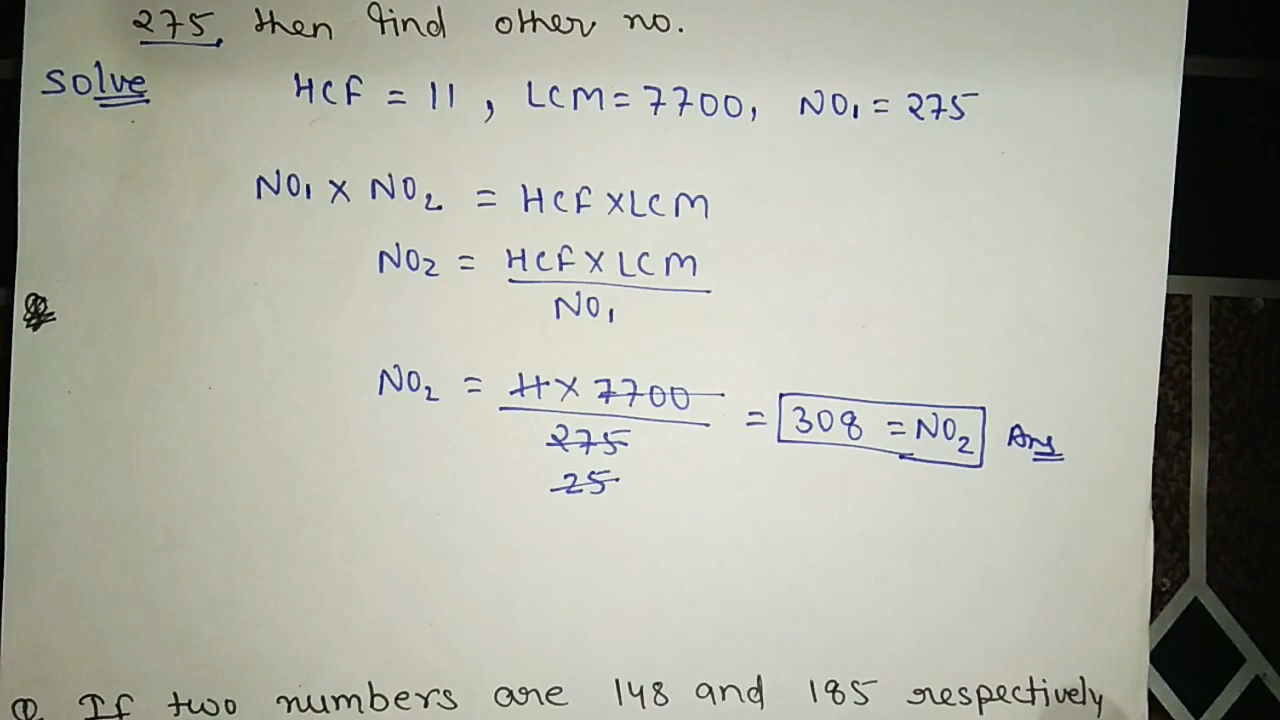 275, then find other no.
Solve HCF = 11, LCM = 7700, NO₁ = 275
NO₁ × NO₂ = HCF × LCM
NO₂ = HCF × LCM
NO₁
NO₂ = 11 × 7700 = 308 = NO₂ Ans
275
25
Q. If two numbers are 148 and 185 respectively